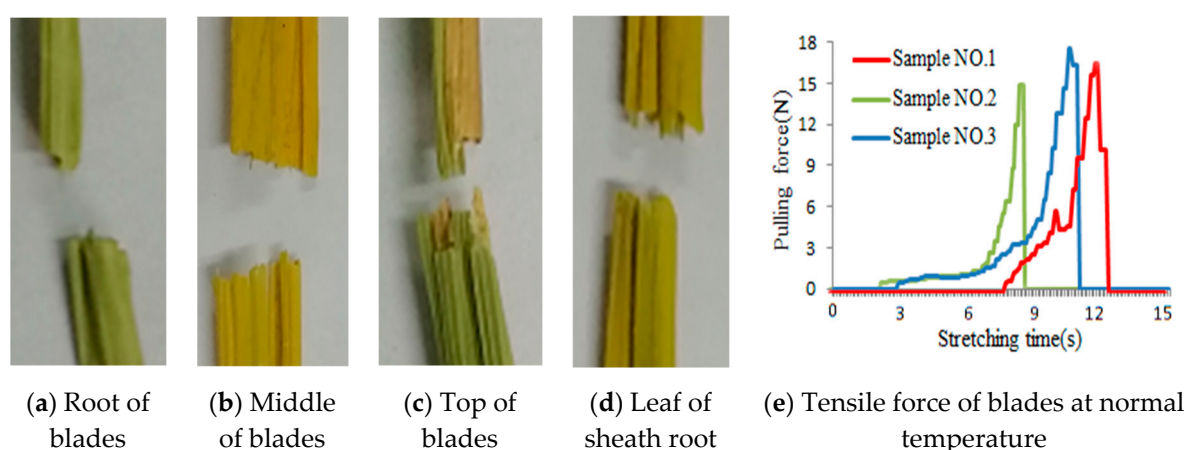 18
15
12
9
6
3
0
Pulling force(N)
Sample NO.1
Sample NO.2
Sample NO.3
0 3 6 9 12 15
Stretching time(s)
(a) Root of
blades
(b) Middle
of blades
(c) Top of
blades
(d) Leaf of
sheath root
(e) Tensile force of blades at normal
temperature